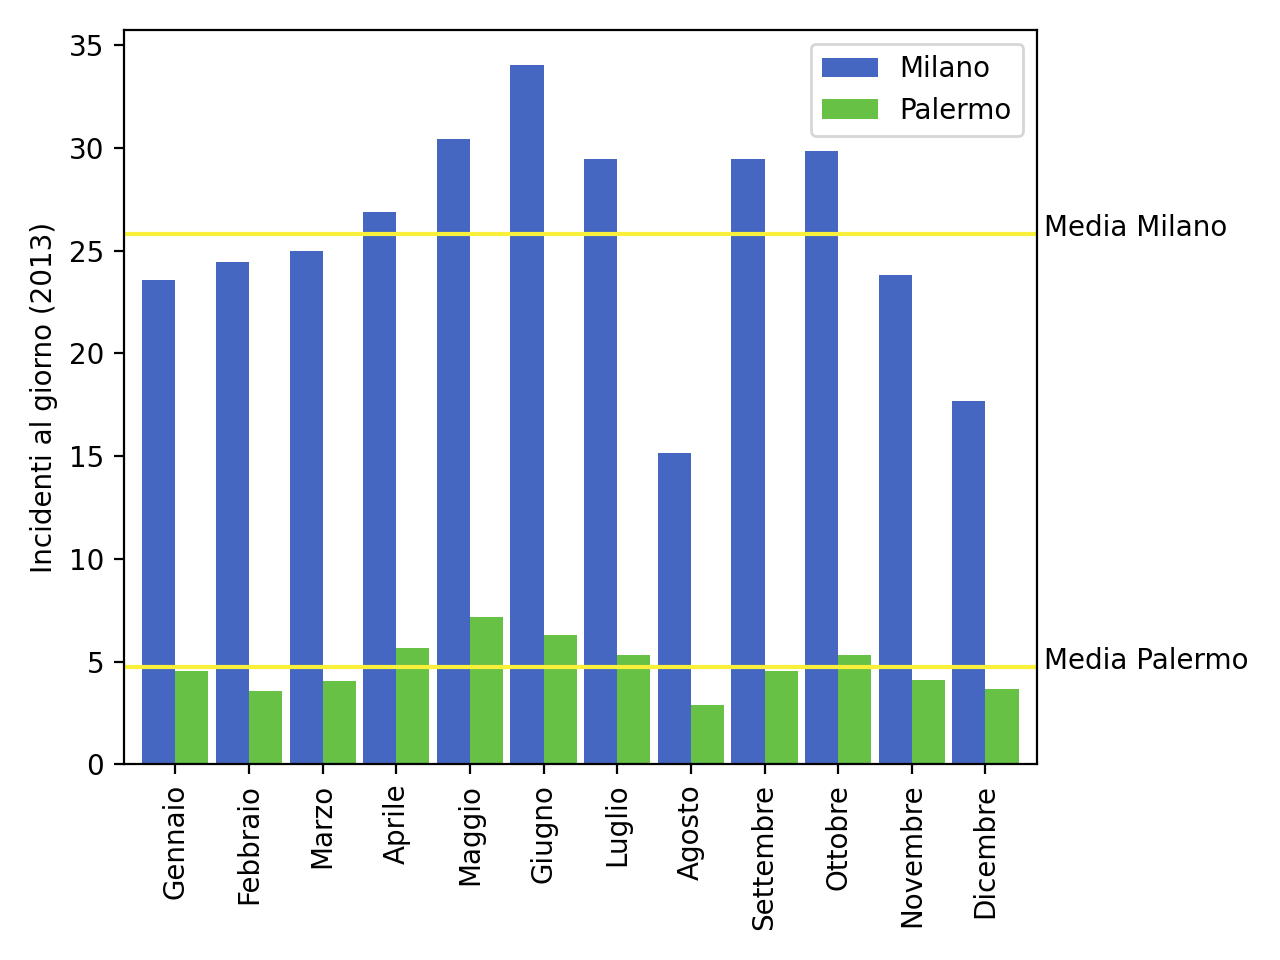 Incidenti al giorno (2013)
35
30
25
20
15
10
5
0
Milano
Palermo
Media Milano
Media Palermo
Gennaio
Febbraio
Marzo
Aprile
Maggio
Giugno
Luglio
Agosto
Settembre
Ottobre
Novembre
Dicembre